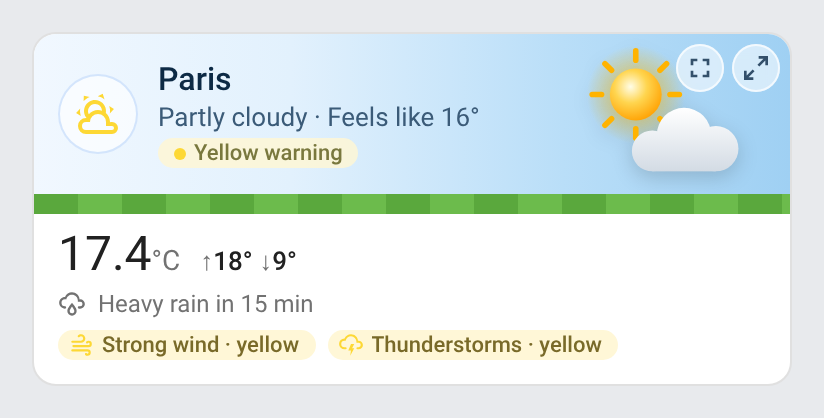 Paris
Partly cloudy · Feels like 16°
Yellow warning
17.4°C ↑18° ↓9°
Heavy rain in 15 min
Strong wind · yellow Thunderstorms · yellow